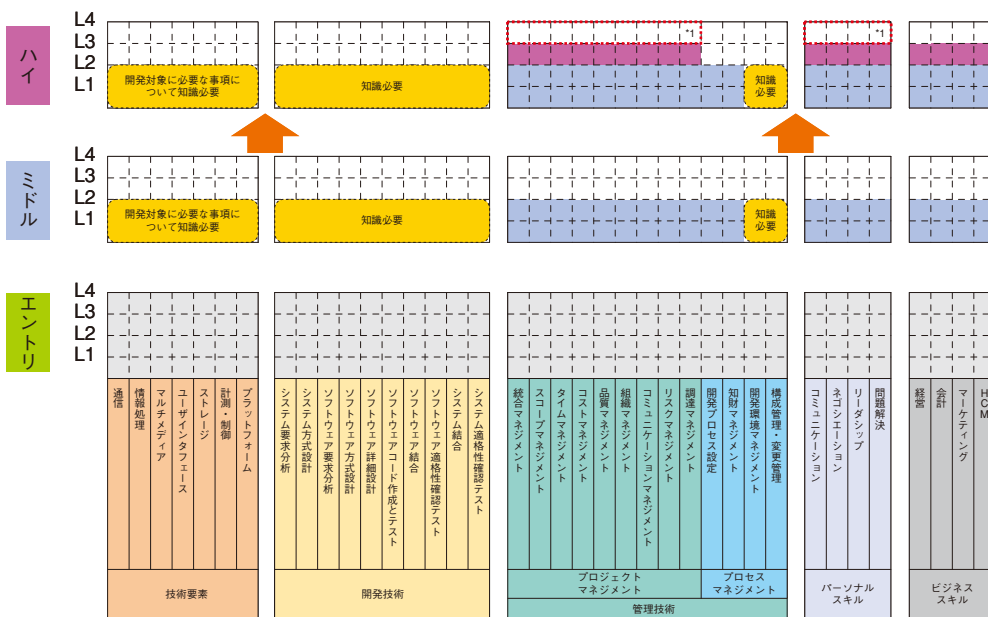 ハイ
L4
L3
L2
L1
開発対象に必要な事項に
ついて知識必要
知識必要
*1
知識
必要
*1
ミドル
L4
L3
L2
L1
開発対象に必要な事項に
ついて知識必要
知識必要
知識
必要
エントリ
L4
L3
L2
L1
通信
情報処理
マルチメディア
ユーザインタフェース
ストレージ
計測・制御
プラットフォーム
システム要求分析
システム方式設計
ソフトウェア要求分析
ソフトウェア方式設計
ソフトウェア詳細設計
ソフトウェアコード作成とテスト
ソフトウェア結合
ソフトウェア適格性確認テスト
システム結合
システム適格性確認テスト
統合マネジメント
スコープマネジメント
タイムマネジメント
コストマネジメント
品質マネジメント
組織マネジメント
コミュニケーションマネジメント
リスクマネジメント
調達マネジメント
開発プロセス設定
知財マネジメント
開発環境マネジメント
構成管理・変更管理
コミュニケーション
ネゴシエーション
リーダシップ
問題解決
経営
会計
マーケティング
HCM
技術要素
開発技術
プロジェクト
マネジメント
プロセス
マネジメント
管理技術
パーソナル
スキル
ビジネス
スキル